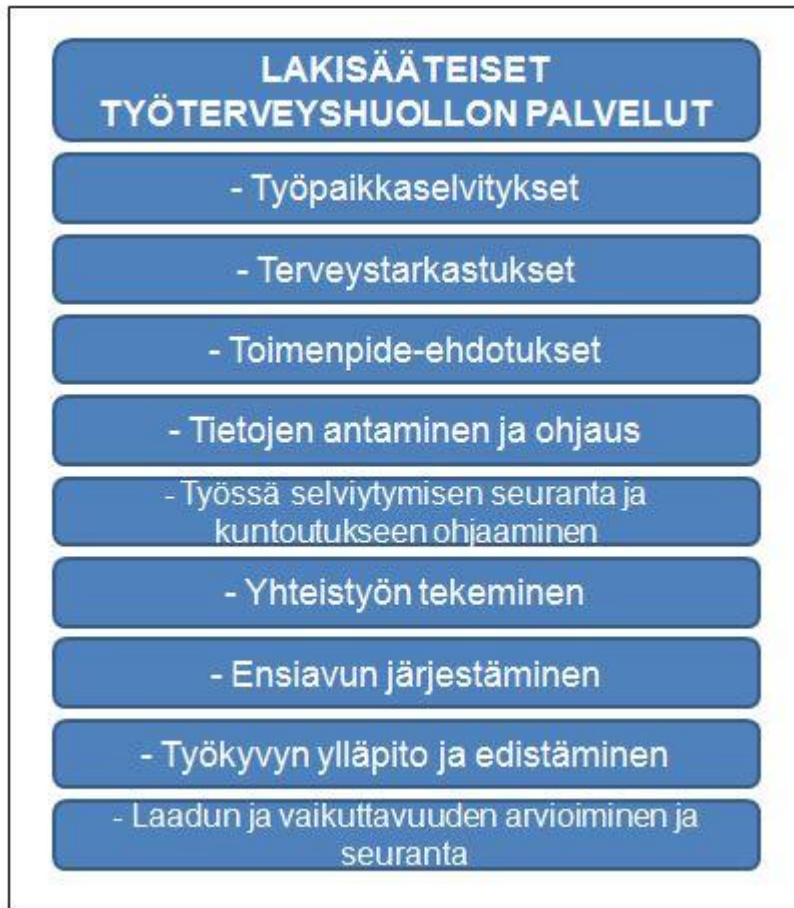 LAKISÄÄTEISET
TYÖTERVEYSHUOLLON PALVELUT
- Työpaikkaselvitykset
- Terveystarkastukset
- Toimenpide-ehdotukset
- Tietojen antaminen ja ohjaus
- Työssä selviytymisen seuranta ja
kuntoutukseen ohjaaminen
- Yhteistyön tekeminen
- Ensiavun järjestäminen
- Työkyvyn ylläpito ja edistäminen
- Laadun ja vaikuttavuuden arvioiminen ja
seuranta